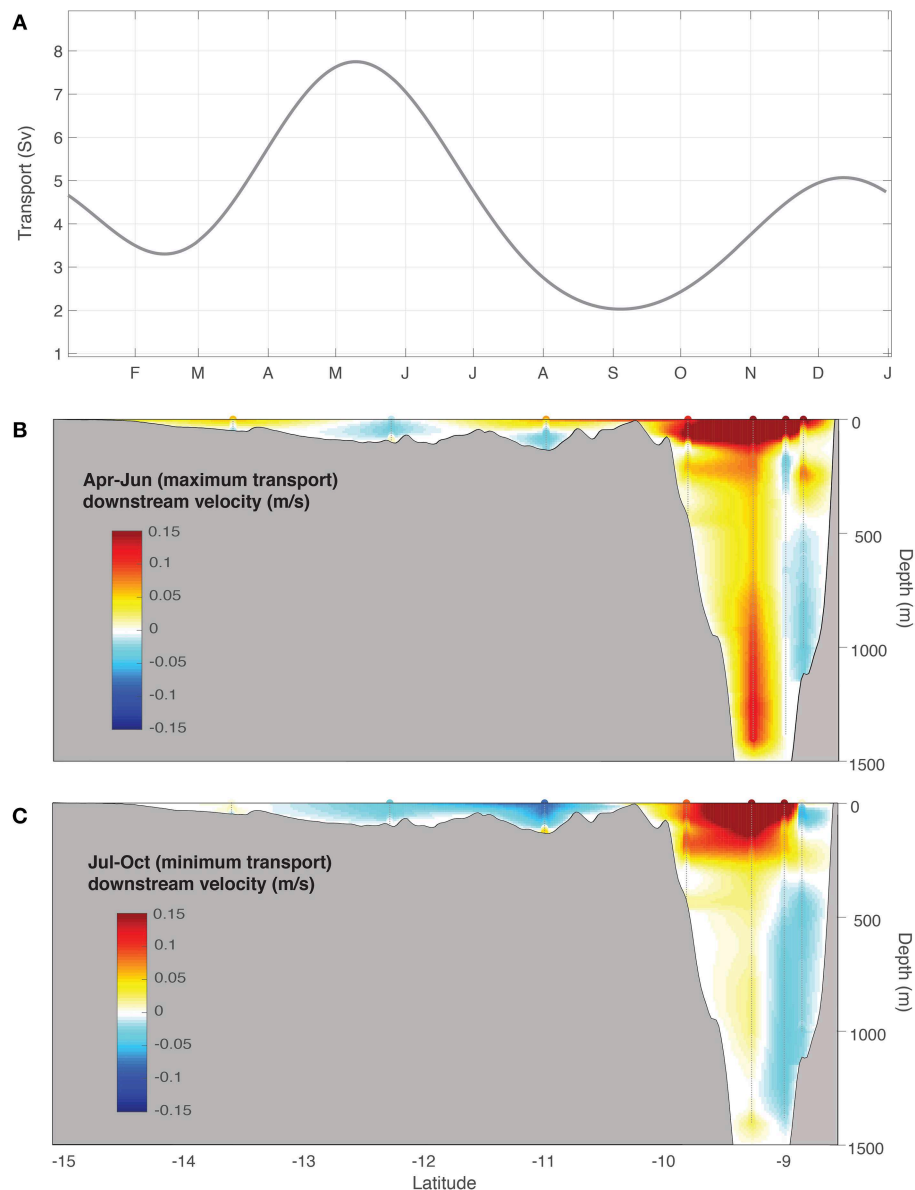 A
8
7
6
5
4
3
2
1
Transport (Sv)
F M A M J J A S O N D J
B
Apr-Jun (maximum transport)
downstream velocity (m/s)
0.15
0.1
0.05
0
-0.05
-0.1
-0.15
0
500
1000
1500
Depth (m)
C
Jul-Oct (minimum transport)
downstream velocity (m/s)
0.15
0.1
0.05
0
-0.05
-0.1
-0.15
0
500
1000
1500
Depth (m)
-15 -14 -13 -12 -11 -10 -9
Latitude